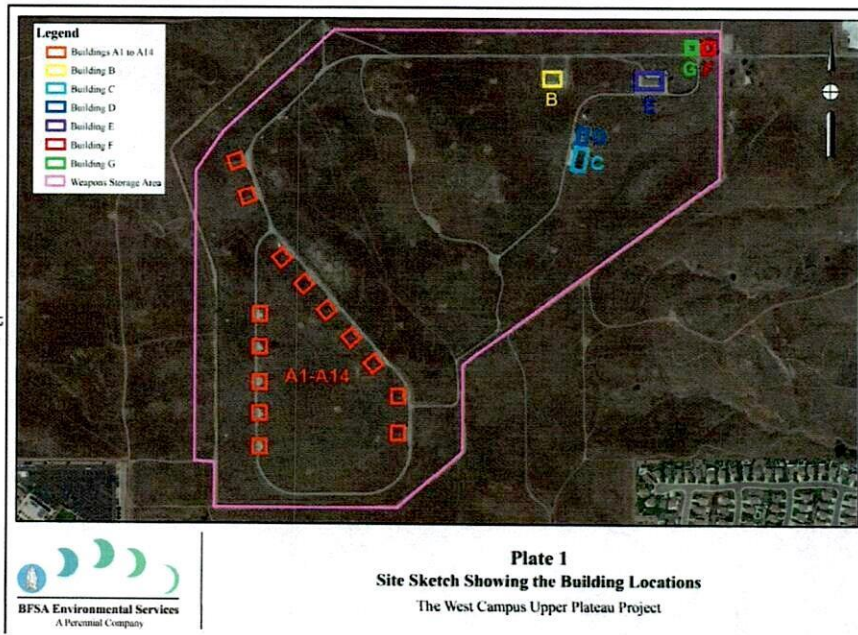 Legend
Buildings A1 to A14
Building B
Building C
Building D
Building E
Building F
Building G
Weapons Storage Area
G
F
B
E
D
C
A1-A14
BFSA Environmental Services
A Perennial Company
Plate 1
Site Sketch Showing the Building Locations
The West Campus Upper Plateau Project